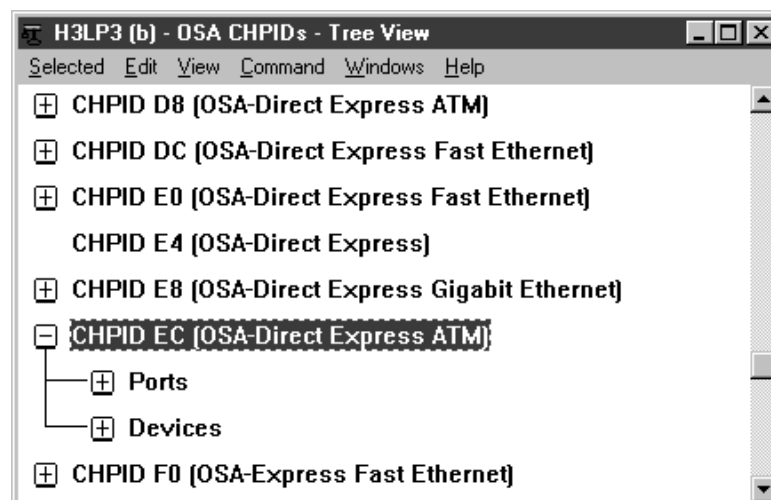 H3LP3 (b) - OSA CHPIDs - Tree View
Selected Edit View Command Windows Help
CHPID D8 (OSA-Direct Express ATM)
CHPID DC (OSA-Direct Express Fast Ethernet)
CHPID E0 (OSA-Direct Express Fast Ethernet)
CHPID E4 (OSA-Direct Express)
CHPID E8 (OSA-Direct Express Gigabit Ethernet)
CHPID EC (OSA-Direct Express ATM)
Ports
Devices
CHPID F0 (OSA-Express Fast Ethernet)